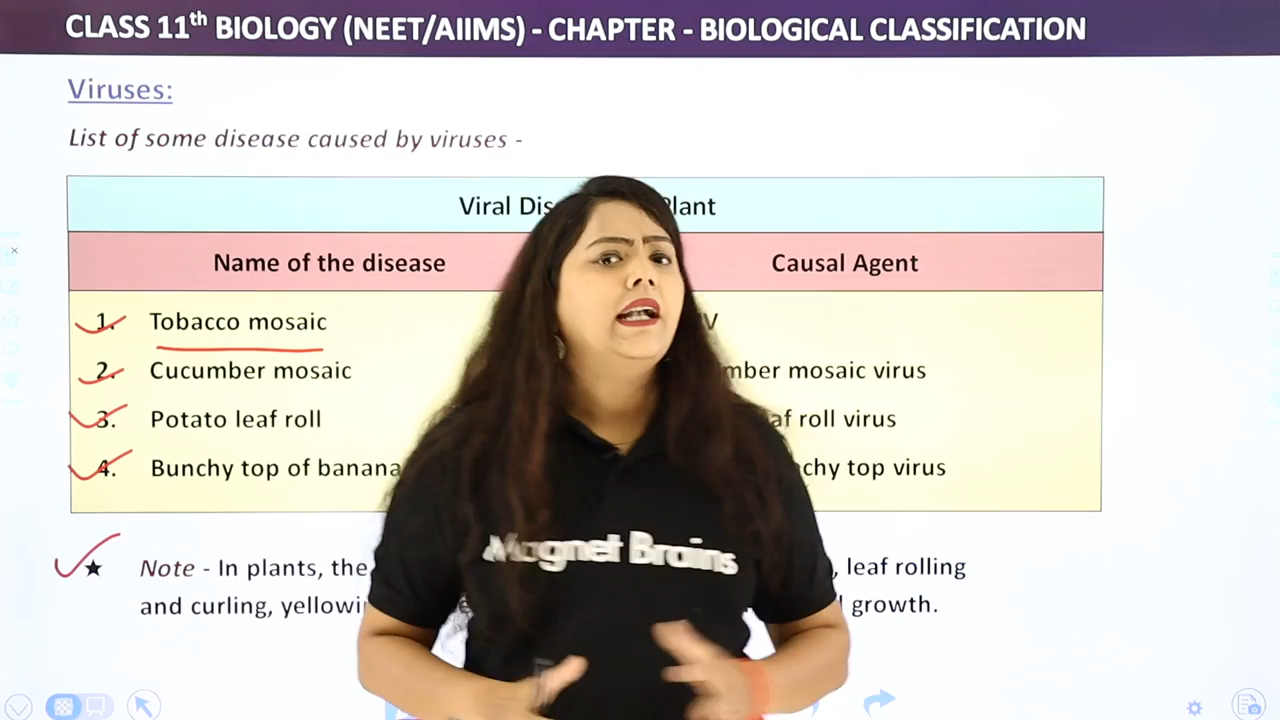 CLASS 11th BIOLOGY (NEET/AIIMS) - CHAPTER - BIOLOGICAL CLASSIFICATION
Viruses:
List of some disease caused by viruses -
Viral Dis Plant
Name of the disease Causal Agent
1. Tobacco mosaic V
2. Cucumber mosaic mber mosaic virus
3. Potato leaf roll af roll virus
4. Bunchy top of banana chy top virus
Magnet Brains
★ Note - In plants, the , leaf rolling
and curling, yellowi growth.